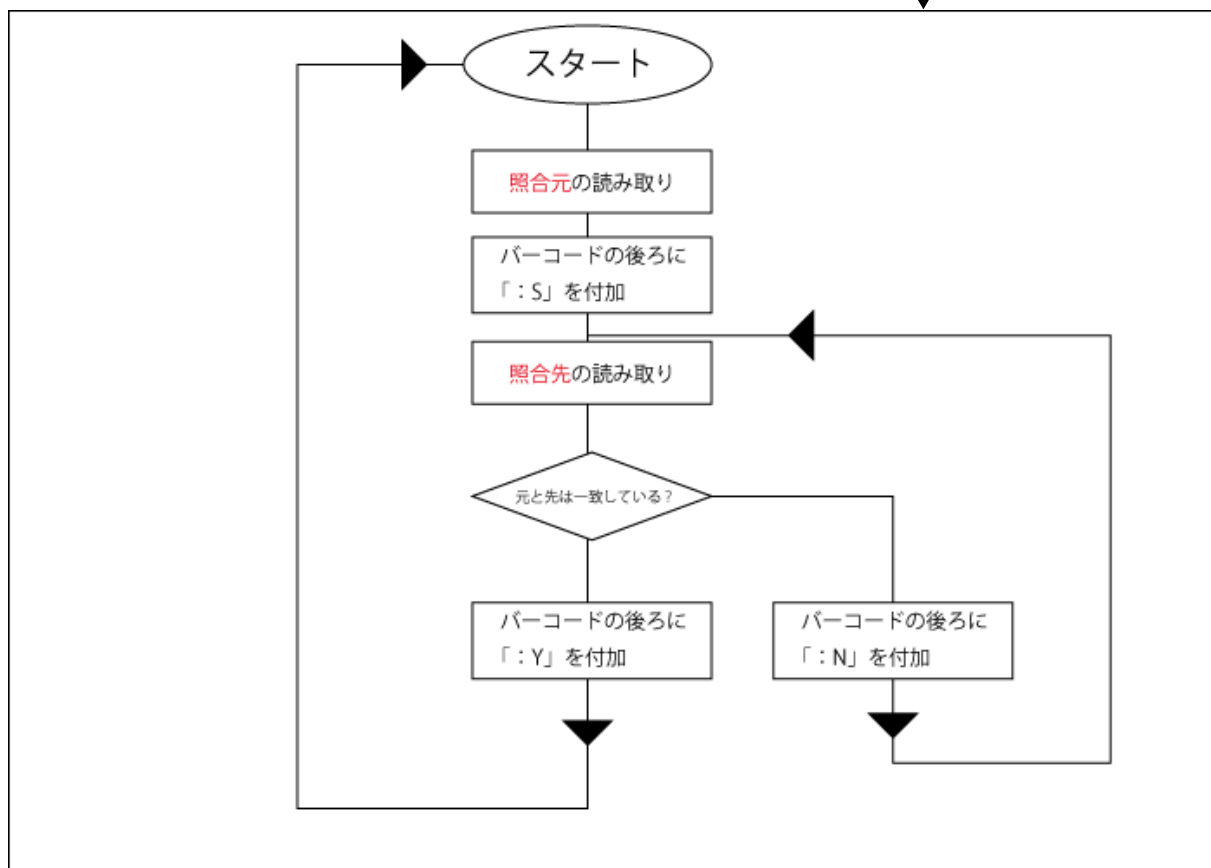 スタート
照合元の読み取り
バーコードの後ろに
「：S」を付加
照合先の読み取り
元と先は一致している？
バーコードの後ろに
「：Y」を付加
バーコードの後ろに
「：N」を付加